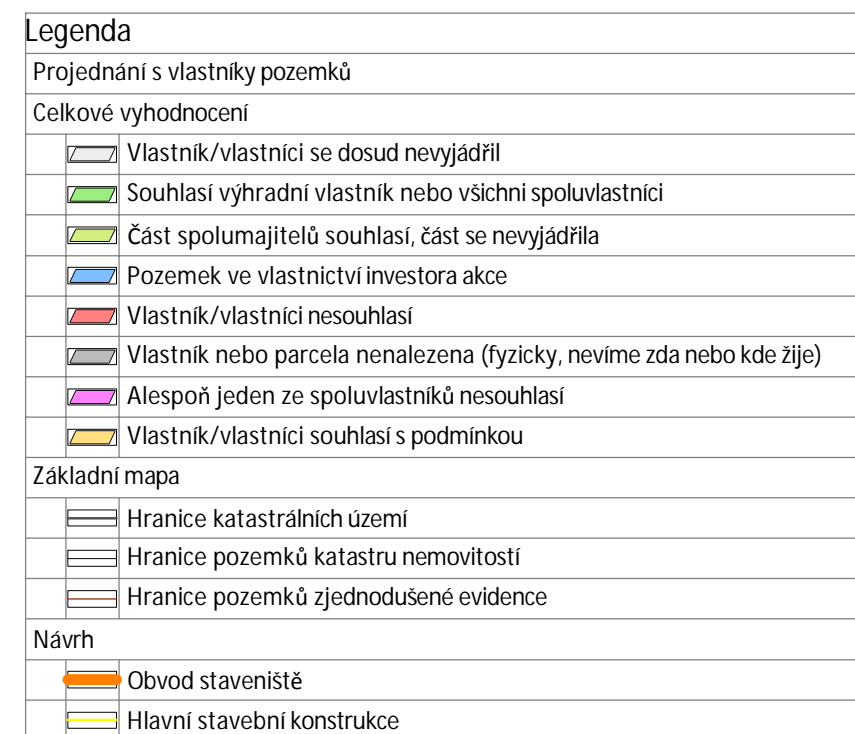 Legenda
Projednání s vlastníky pozemků
Celkové vyhodnocení
Vlastník/vlastníci se dosud nevyjádřil
Souhlasí výhradní vlastník nebo všichni spoluvlastníci
Část spolumajitelů souhlasí, část se nevyjádřila
Pozemek ve vlastnictví investora akce
Vlastník/vlastníci nesouhlasí
Vlastník nebo parcela nenalezena (fyzicky, nevíme zda nebo kde žije)
Alespoň jeden ze spoluvlastníků nesouhlasí
Vlastník/vlastníci souhlasí s podmínkou
Základní mapa
Hranice katastrálních území
Hranice pozemků katastru nemovitostí
Hranice pozemků zjednodušené evidence
Návrh
Obvod staveniště
Hlavní stavební konstrukce